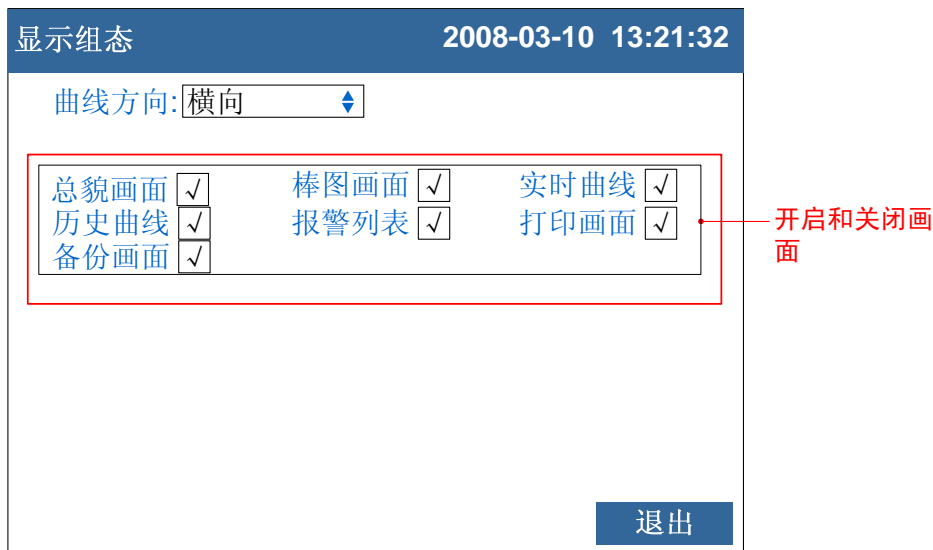 显示组态 2008-03-10 13:21:32
曲线方向:横向
总貌画面 √ 棒图画面 √ 实时曲线 √
历史曲线 √ 报警列表 √ 打印画面 √
备份画面 √
开启和关闭画
面
退出